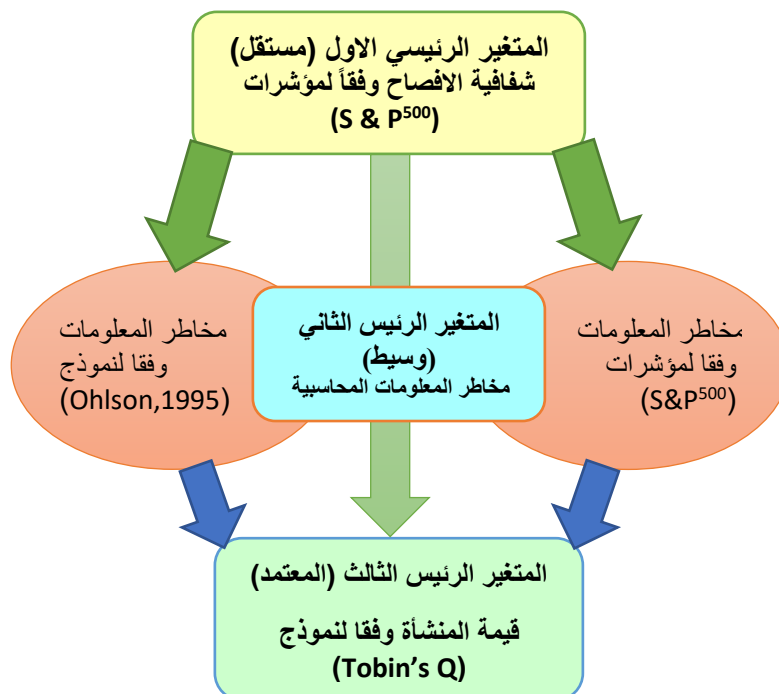 المتغير الرئيسي الاول (مستقل)
شفافية الافصاح وفقاً لمؤشرات
(S & P500)
مخاطر المعلومات
وفقا لمؤشرات
(S&P500)
المتغير الرئيس الثاني
(وسيط)
مخاطر المعلومات المحاسبية
مخاطر المعلومات
وفقا لنموذج
(Ohlson,1995)
المتغير الرئيس الثالث (المعتمد)
قيمة المنشأة وفقا لنموذج
(Tobin’s Q)